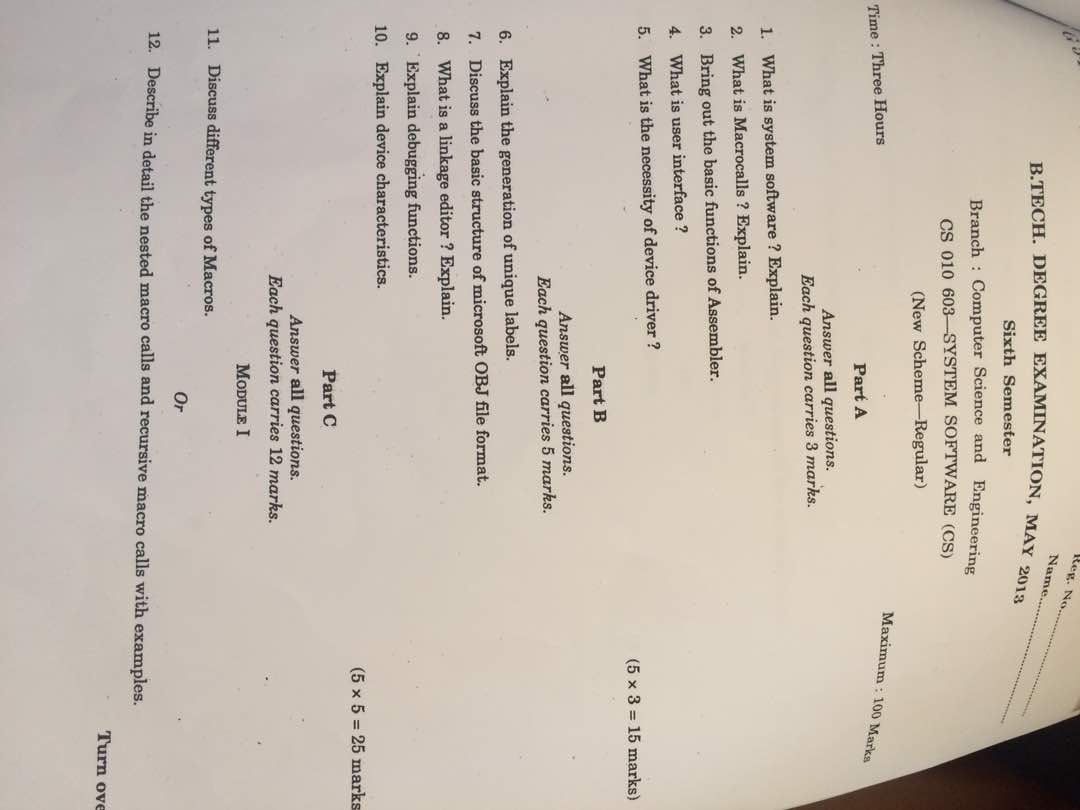 Reg. No.....................
Name..............................
B.TECH. DEGREE EXAMINATION, MAY 2013
Sixth Semester
Branch : Computer Science and Engineering
CS 010 603—SYSTEM SOFTWARE (CS)
(New Scheme—Regular)
Time : Three Hours Maximum : 100 Marks
Part A
Answer all questions.
Each question carries 3 marks.
1. What is system software ? Explain.
2. What is Macrocalls ? Explain.
3. Bring out the basic functions of Assembler.
4. What is user interface ?
5. What is the necessity of device driver ?
(5 × 3 = 15 marks)
Part B
Answer all questions.
Each question carries 5 marks.
6. Explain the generation of unique labels.
7. Discuss the basic structure of microsoft OBJ file format.
8. What is a linkage editor ? Explain.
9. Explain debugging functions.
10. Explain device characteristics.
(5 × 5 = 25 marks
Part C
Answer all questions.
Each question carries 12 marks.
MODULE I
11. Discuss different types of Macros.
Or
12. Describe in detail the nested macro calls and recursive macro calls with examples.
Turn ove